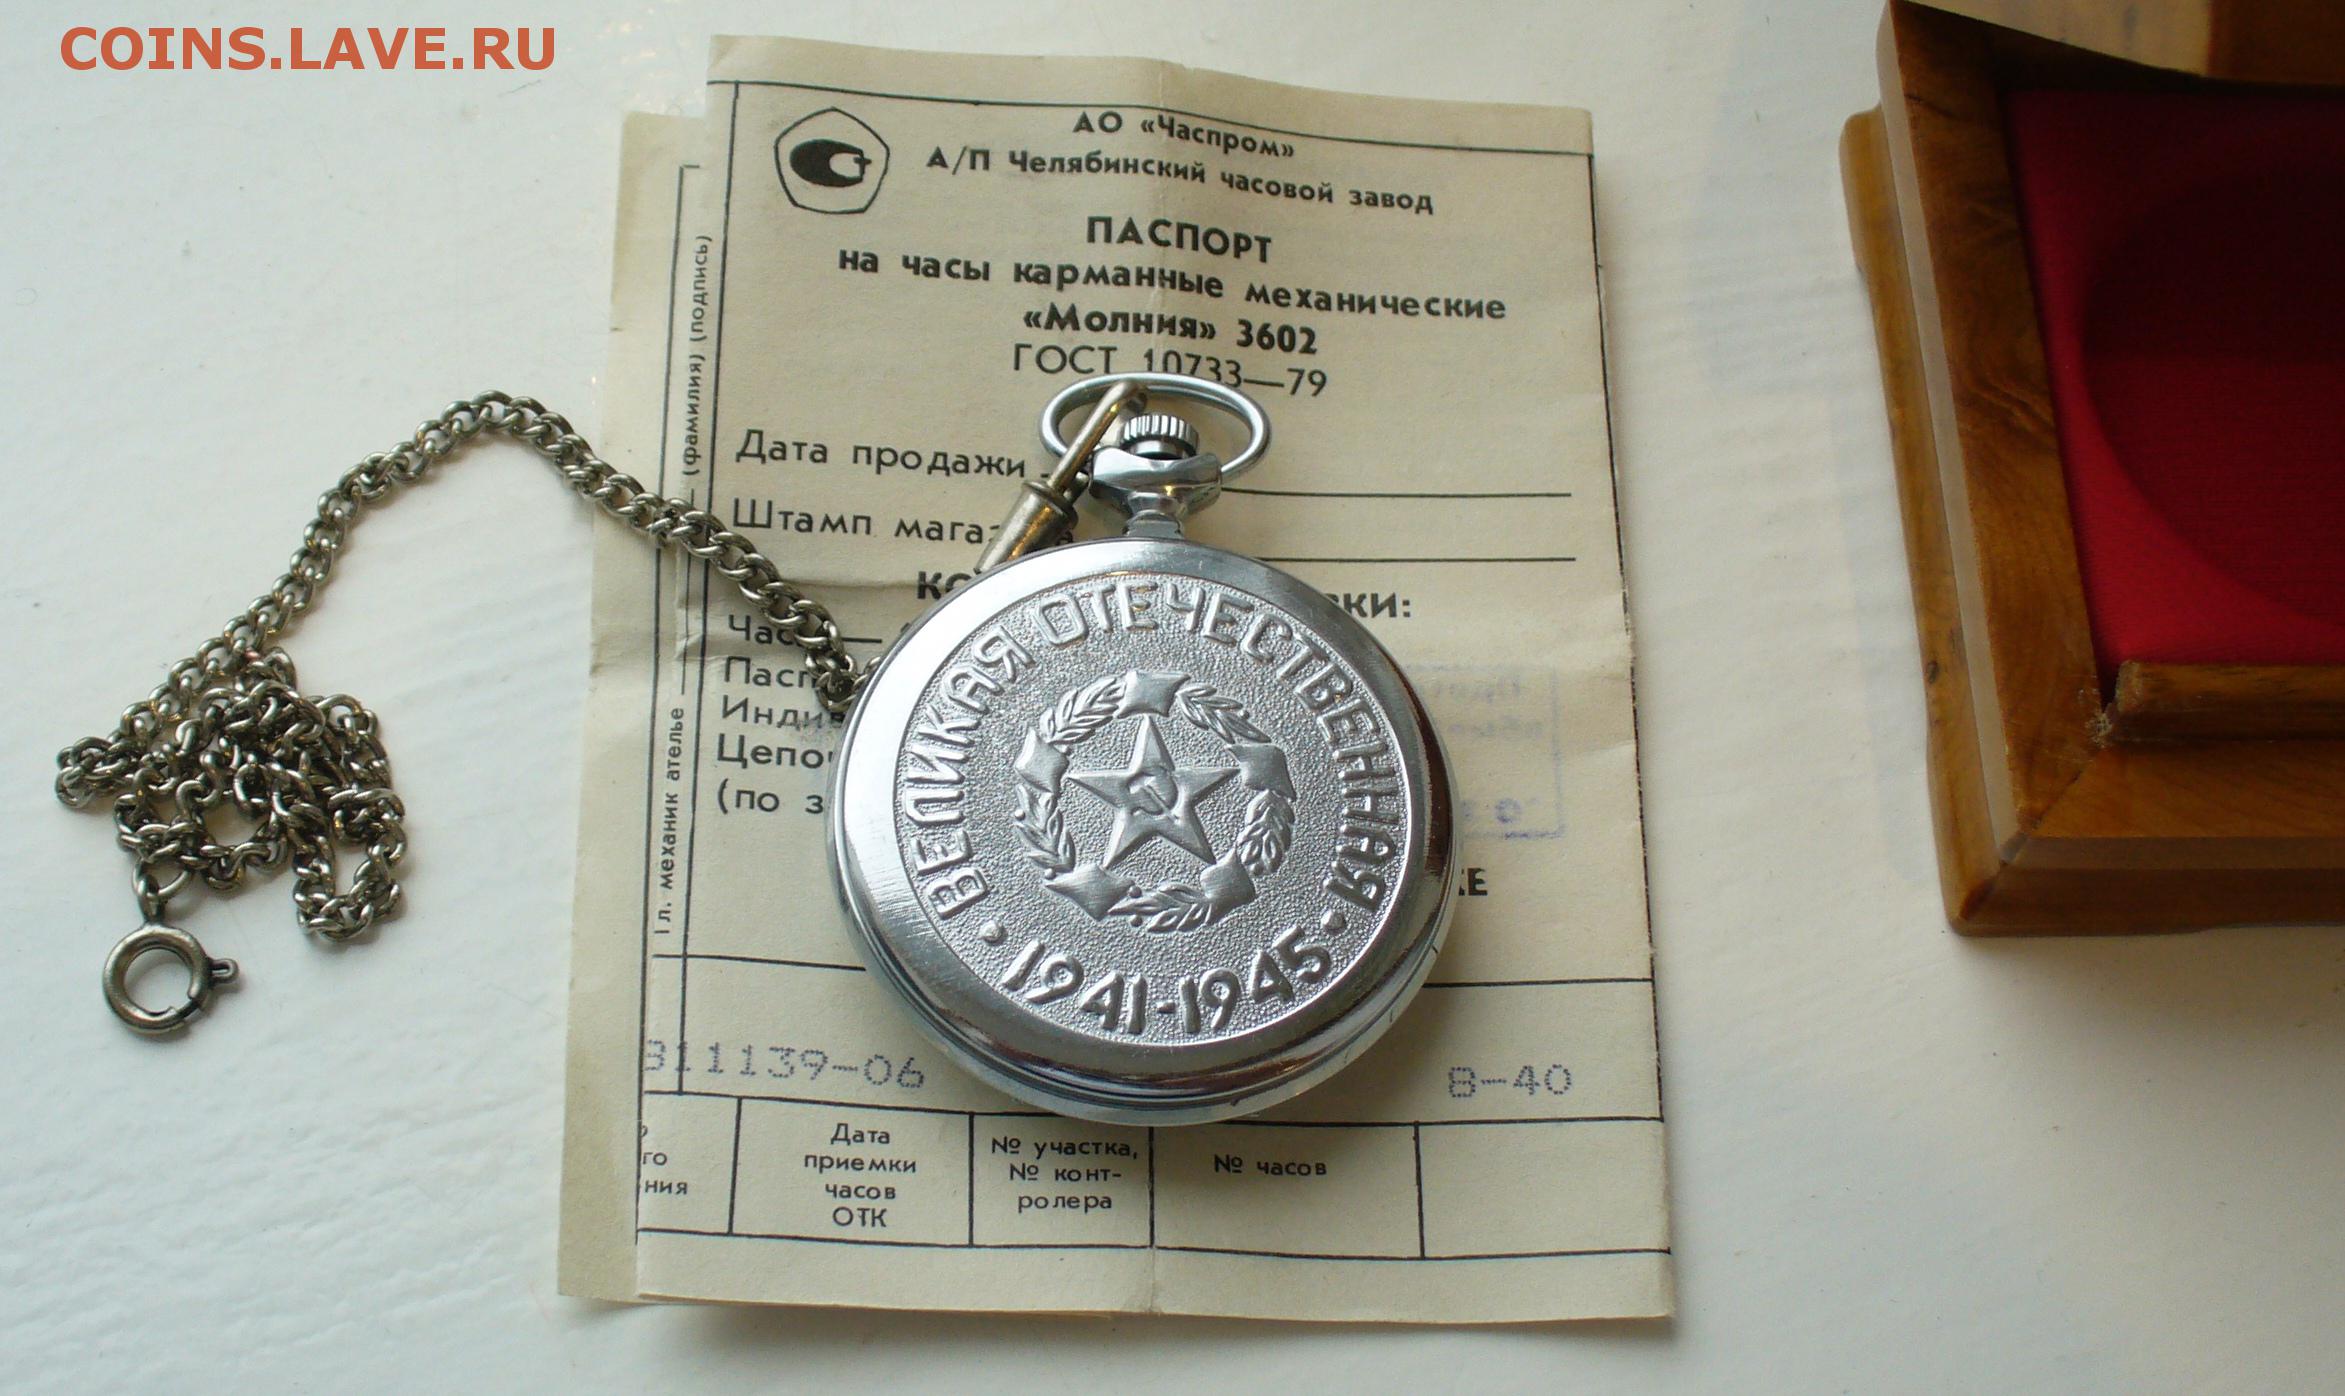 COINS.LAVE.RU
АО «Часпром»
А/П Челябинский часовой завод
ПАСПОРТ
на часы карманные механические
«Молния» 3602
ГОСТ 10733—79
Дата продажи
Штамп
(по
ВЕЛИКАЯ ОТЕЧЕСТВЕННАЯ
1941-1945
Гл. механик ателье (фамилия) (подпись)
311139-06
8-40
Дата
приемки
часов
ОТК
№ участка,
№ конт-
ролера
№ часов